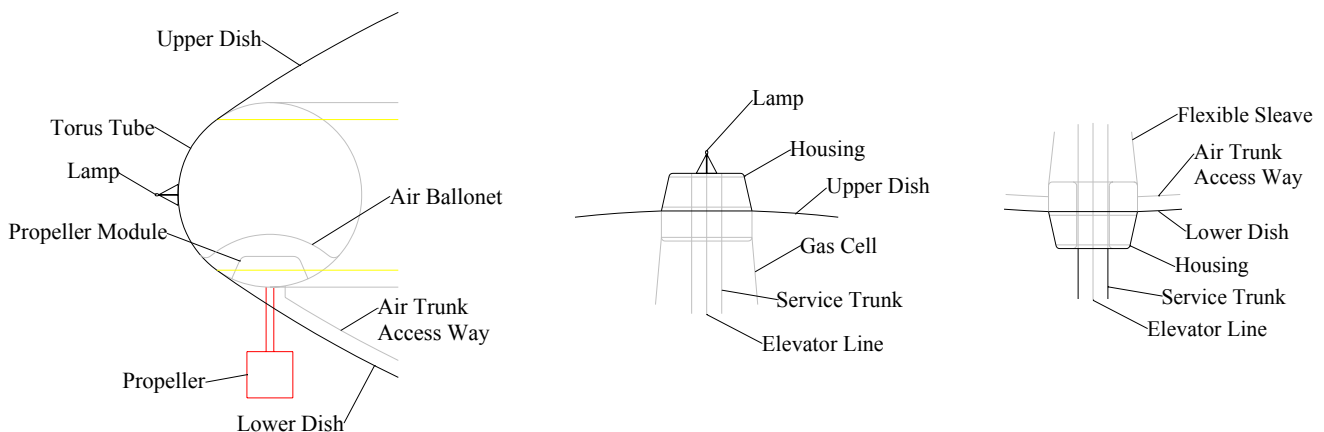 Upper Dish
Torus Tube
Lamp
Propeller Module
Air Ballonet
Air Trunk
Access Way
Propeller
Lower Dish
Lamp
Housing
Upper Dish
Gas Cell
Service Trunk
Elevator Line
Flexible Sleave
Air Trunk
Access Way
Lower Dish
Housing
Service Trunk
Elevator Line